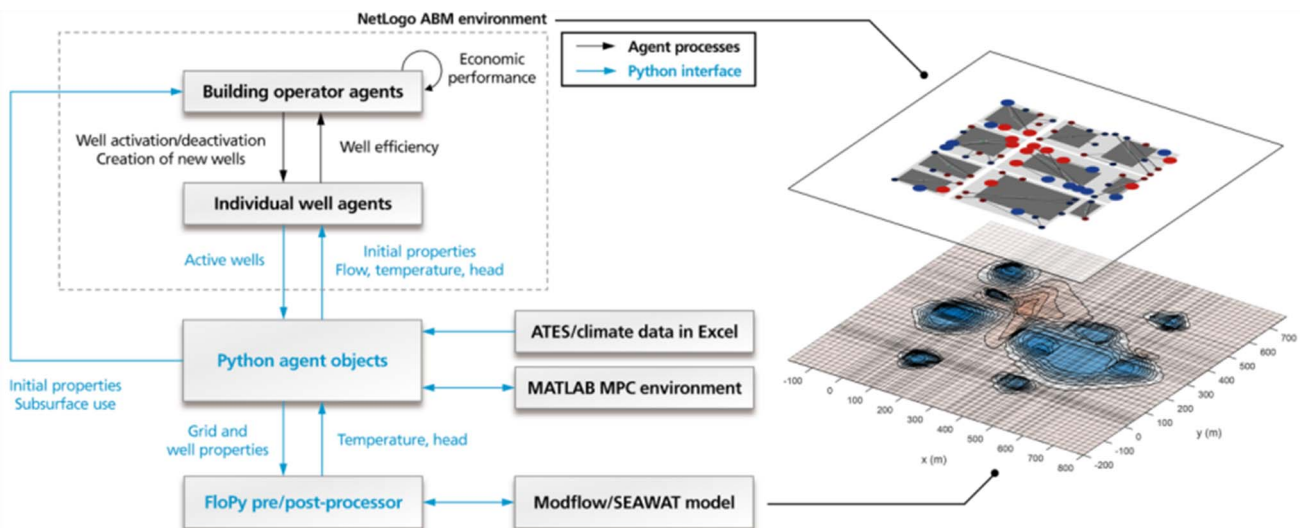 NetLogo ABM environment
Agent processes
Python interface
Economic
performance
Building operator agents
Well activation/deactivation
Creation of new wells
Well efficiency
Individual well agents
Active wells
Initial properties
Flow, temperature, head
Python agent objects
ATES/climate data in Excel
MATLAB MPC environment
Initial properties
Subsurface use
Grid and
well properties
Temperature, head
FloPy pre/post-processor
Modflow/SEAWAT model
-100
0
100
200
300
400
500
600
700
800
x (m)
-200
-100
0
100
200
300
400
500
600
700
y (m)